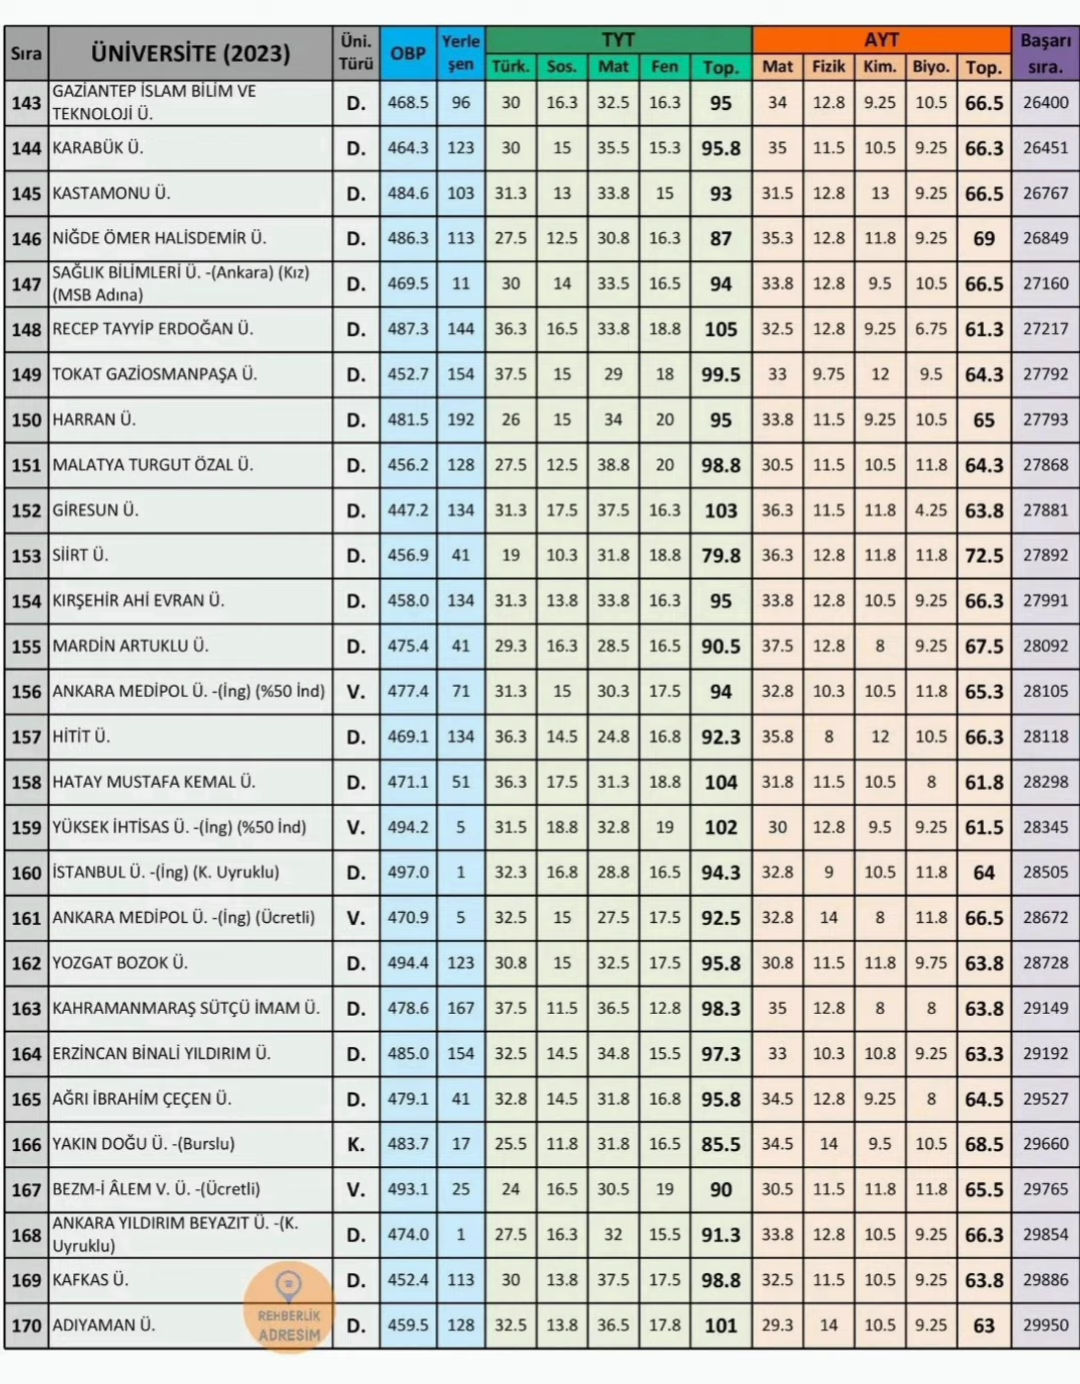 Sıra ÜNİVERSİTE (2023) Üni. Türü OBP Yerle şen TYT AYT Başarı sıra.
Türk. Sos. Mat Fen Top. Mat Fizik Kim. Biyo. Top.
143 GAZİANTEP İSLAM BİLİM VE TEKNOLOJİ Ü. D. 468.5 96 30 16.3 32.5 16.3 95 34 12.8 9.25 10.5 66.5 26400
144 KARABÜK Ü. D. 464.3 123 30 15 35.5 15.3 95.8 35 11.5 10.5 9.25 66.3 26451
145 KASTAMONU Ü. D. 484.6 103 31.3 13 33.8 15 93 31.5 12.8 13 9.25 66.5 26767
146 NİĞDE ÖMER HALİSDEMİR Ü. D. 486.3 113 27.5 12.5 30.8 16.3 87 35.3 12.8 11.8 9.25 69 26849
147 SAĞLIK BİLİMLERİ Ü. -(Ankara) (Kız) (MSB Adına) D. 469.5 11 30 14 33.5 16.5 94 33.8 12.8 9.5 10.5 66.5 27160
148 RECEP TAYYİP ERDOĞAN Ü. D. 487.3 144 36.3 16.5 33.8 18.8 105 32.5 12.8 9.25 6.75 61.3 27217
149 TOKAT GAZİOSMANPAŞA Ü. D. 452.7 154 37.5 15 29 18 99.5 33 9.75 12 9.5 64.3 27792
150 HARRAN Ü. D. 481.5 192 26 15 34 20 95 33.8 11.5 9.25 10.5 65 27793
151 MALATYA TURGUT ÖZAL Ü. D. 456.2 128 27.5 12.5 38.8 20 98.8 30.5 11.5 10.5 11.8 64.3 27868
152 GİRESUN Ü. D. 447.2 134 31.3 17.5 37.5 16.3 103 36.3 11.5 11.8 4.25 63.8 27881
153 SİİRT Ü. D. 456.9 41 19 10.3 31.8 18.8 79.8 36.3 12.8 11.8 11.8 72.5 27892
154 KIRŞEHİR AHİ EVRAN Ü. D. 458.0 134 31.3 13.8 33.8 16.3 95 33.8 12.8 10.5 9.25 66.3 27991
155 MARDİN ARTUKLU Ü. D. 475.4 41 29.3 16.3 28.5 16.5 90.5 37.5 12.8 8 9.25 67.5 28092
156 ANKARA MEDİPOL Ü. -(İng) (%50 İnd) V. 477.4 71 31.3 15 30.3 17.5 94 32.8 10.3 10.5 11.8 65.3 28105
157 HİTİT Ü. D. 469.1 134 36.3 14.5 24.8 16.8 92.3 35.8 8 12 10.5 66.3 28118
158 HATAY MUSTAFA KEMAL Ü. D. 471.1 51 36.3 17.5 31.3 18.8 104 31.8 11.5 10.5 8 61.8 28298
159 YÜKSEK İHTİSAS Ü. -(İng) (%50 İnd) V. 494.2 5 31.5 18.8 32.8 19 102 30 12.8 9.5 9.25 61.5 28345
160 İSTANBUL Ü. -(İng) (K. Uyruklu) D. 497.0 1 32.3 16.8 28.8 16.5 94.3 32.8 9 10.5 11.8 64 28505
161 ANKARA MEDİPOL Ü. -(İng) (Ücretli) V. 470.9 5 32.5 15 27.5 17.5 92.5 32.8 14 8 11.8 66.5 28672
162 YOZGAT BOZOK Ü. D. 494.4 123 30.8 15 32.5 17.5 95.8 30.8 11.5 11.8 9.75 63.8 28728
163 KAHRAMANMARAŞ SÜTÇÜ İMAM Ü. D. 478.6 167 37.5 11.5 36.5 12.8 98.3 35 12.8 8 8 63.8 29149
164 ERZİNCAN BİNALİ YILDIRIM Ü. D. 485.0 154 32.5 14.5 34.8 15.5 97.3 33 10.3 10.8 9.25 63.3 29192
165 AĞRI İBRAHİM ÇEÇEN Ü. D. 479.1 41 32.8 14.5 31.8 16.8 95.8 34.5 12.8 9.25 8 64.5 29527
166 YAKIN DOĞU Ü. -(Burslu) K. 483.7 17 25.5 11.8 31.8 16.5 85.5 34.5 14 9.5 10.5 68.5 29660
167 BEZM-İ ÂLEM V. Ü. -(Ücretli) V. 493.1 25 24 16.5 30.5 19 90 30.5 11.5 11.8 11.8 65.5 29765
168 ANKARA YILDIRIM BEYAZIT Ü. -(K. Uyruklu) D. 474.0 1 27.5 16.3 32 15.5 91.3 33.8 12.8 10.5 9.25 66.3 29854
169 KAFKAS Ü. D. 452.4 113 30 13.8 37.5 17.5 98.8 32.5 11.5 10.5 9.25 63.8 29886
170 ADIYAMAN Ü. D. 459.5 128 32.5 13.8 36.5 17.8 101 29.3 14 10.5 9.25 63 29950
REHBERLİK
ADRESİM